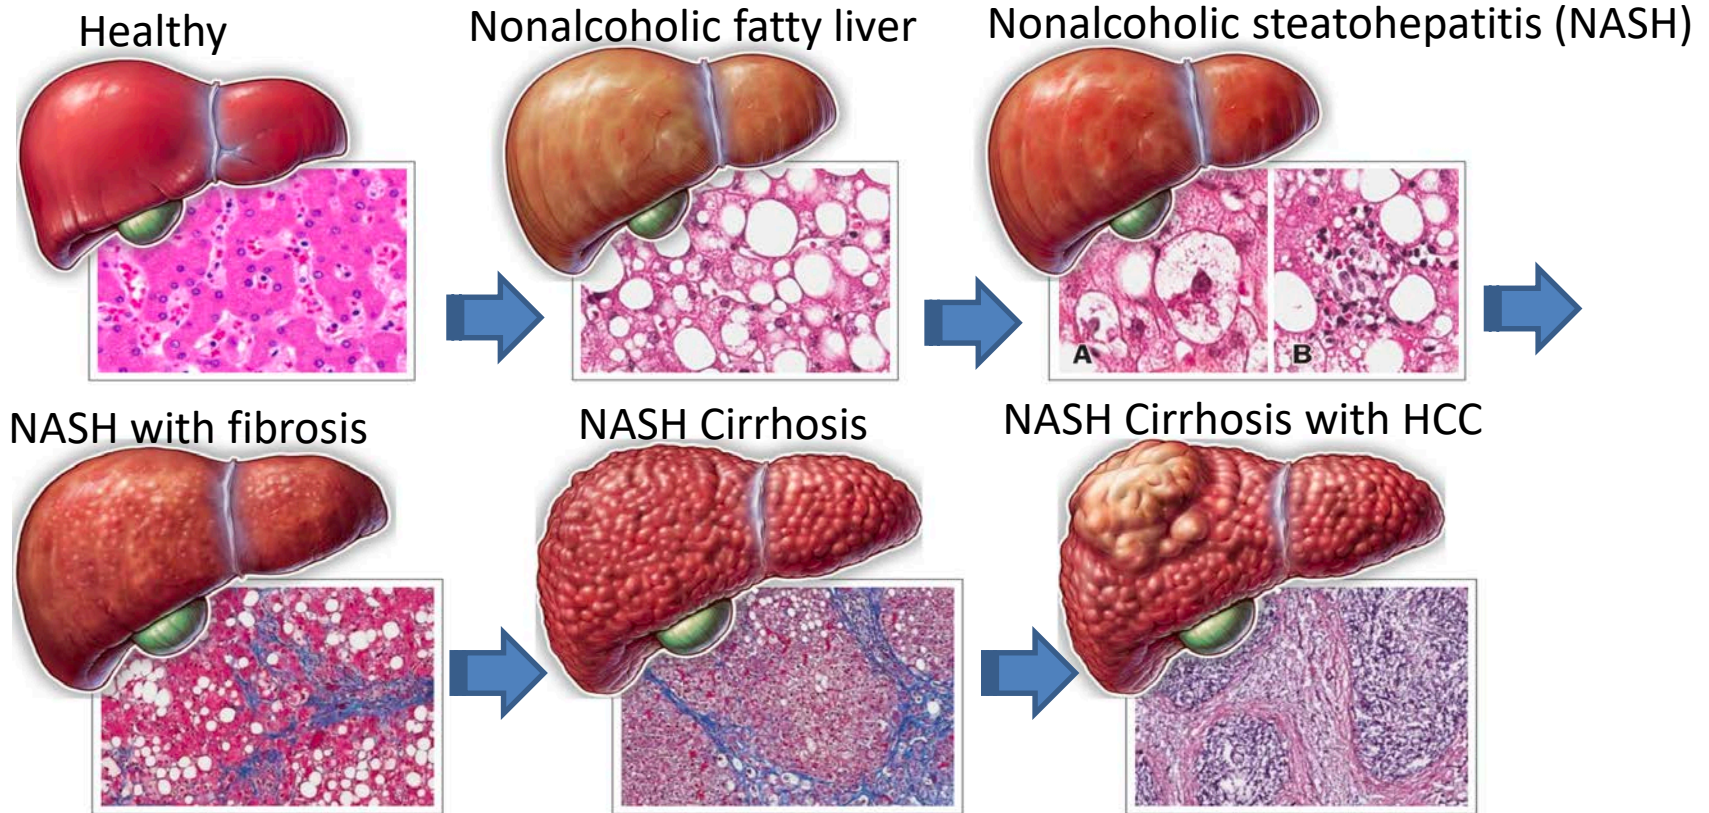 Healthy
Nonalcoholic fatty liver
Nonalcoholic steatohepatitis (NASH)
A
B
NASH with fibrosis
NASH Cirrhosis
NASH Cirrhosis with HCC